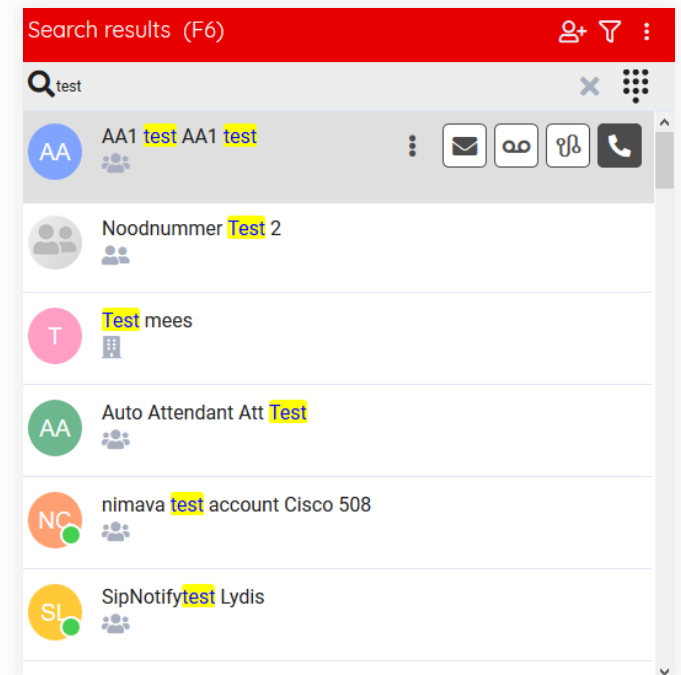 Search results (F6)
test
AA
AA1 test AA1 test
Noodnummer Test 2
T
Test mees
AA
Auto Attendant Att Test
NC
nimava test account Cisco 508
SL
SipNotifytest Lydis